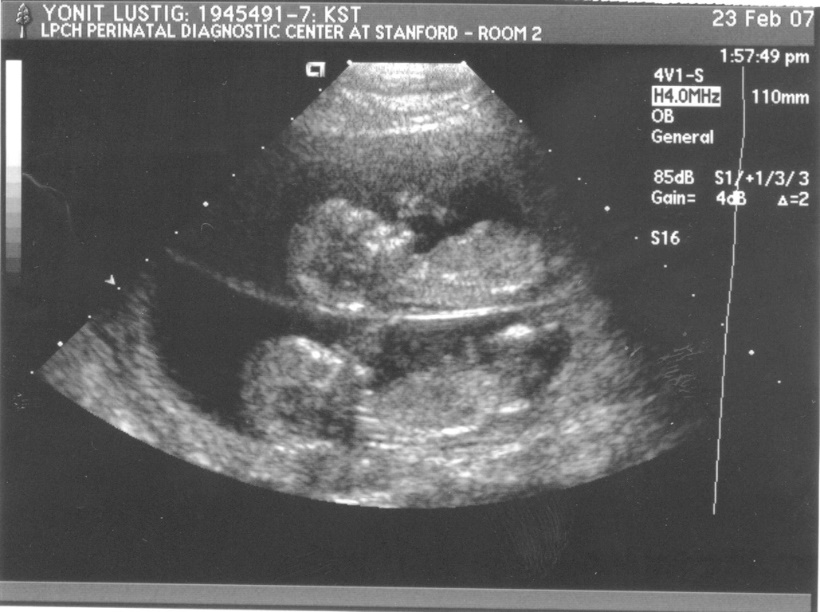 YONIT LUSTIG: 1945491-7: KST
23 Feb 07
LPCH PERINATAL DIAGNOSTIC CENTER AT STANFORD - ROOM 2
1:57:49 pm
4V1-S
H4.0MHz 110mm
OB
General
85dB S1/+1/3/3
Gain= 4dB Δ=2
S16